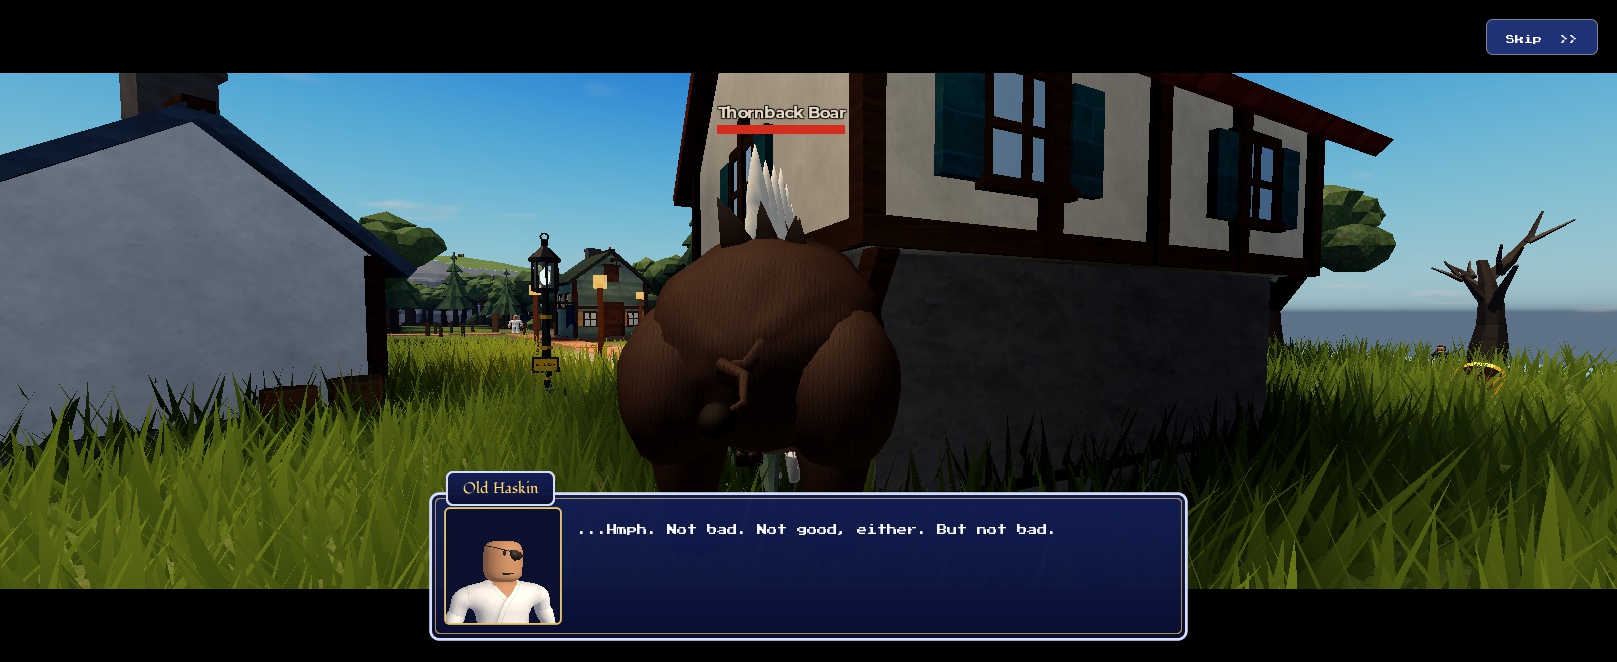 Skip >>
Thornback Boar
Old Haskin
...Hmph. Not bad. Not good, either. But not bad.